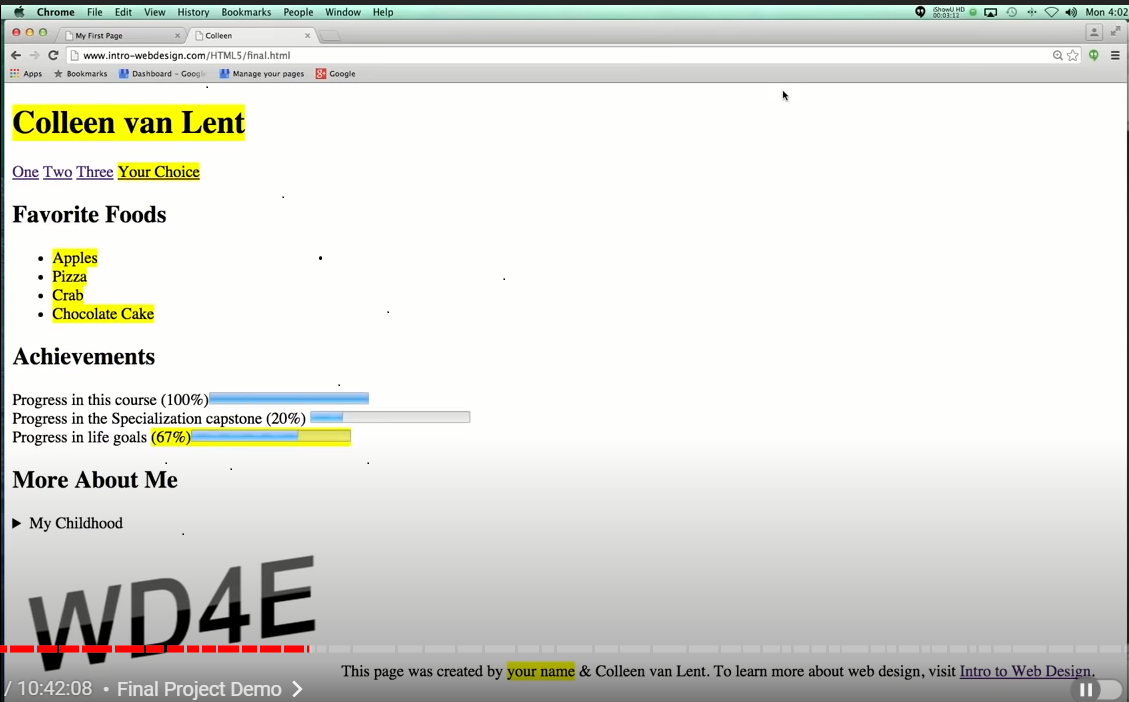 Chrome File Edit View History Bookmarks People Window Help iShowU HD 00:03:12 Mon 4:02
My First Page × Colleen ×
www.intro-webdesign.com/HTML5/final.html
Apps Bookmarks Dashboard – Google Manage your pages Google
Colleen van Lent
One Two Three Your Choice
Favorite Foods
Apples
Pizza
Crab
Chocolate Cake
Achievements
Progress in this course (100%)
Progress in the Specialization capstone (20%)
Progress in life goals (67%)
More About Me
My Childhood
WD4E
This page was created by your name & Colleen van Lent. To learn more about web design, visit Intro to Web Design.
/ 10:42:08 • Final Project Demo